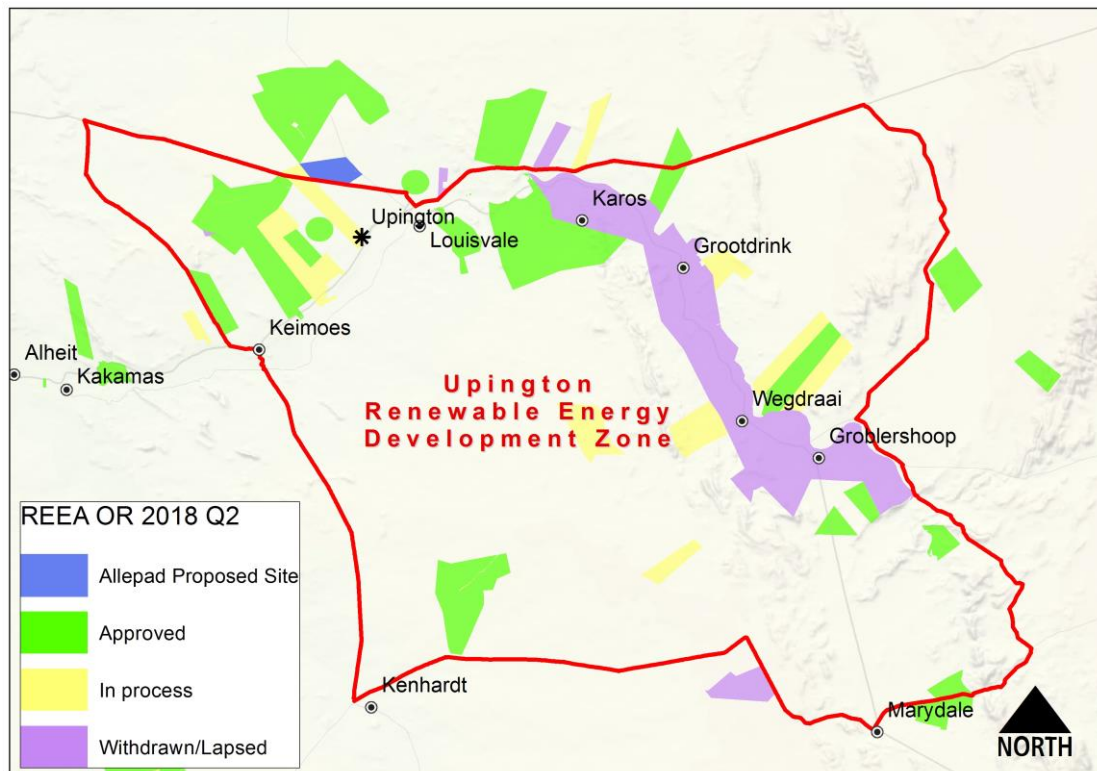 Upington
Louisvale
Karos
Grootdrink
Keimoes
Alheit
Kakamas
Upington
Renewable Energy
Development Zone
Wegdraai
Groblershoop
Kenhardt
Marydale
REEA OR 2018 Q2
Allepad Proposed Site
Approved
In process
Withdrawn/Lapsed
NORTH